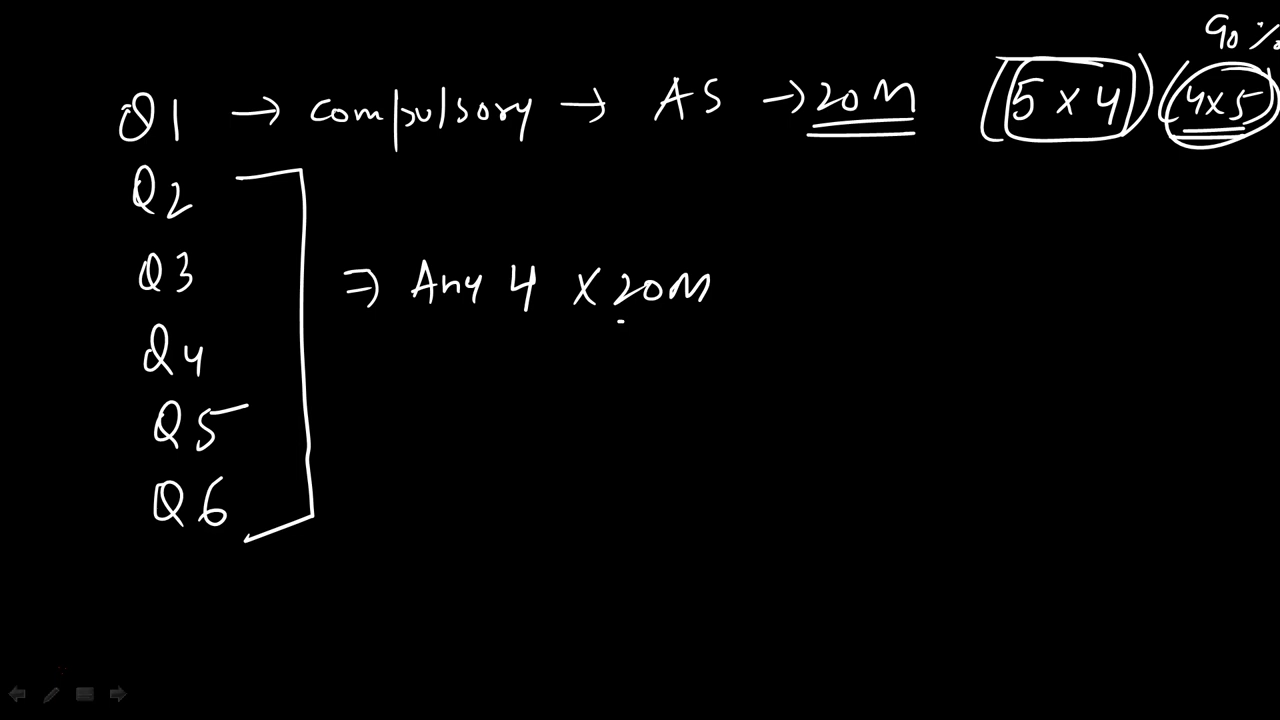 90%
Q1 → compulsory → AS → 20M (5 x 4) (4x5)
Q2
Q3 ⇒ Any 4 x 20M
Q4
Q5
Q6